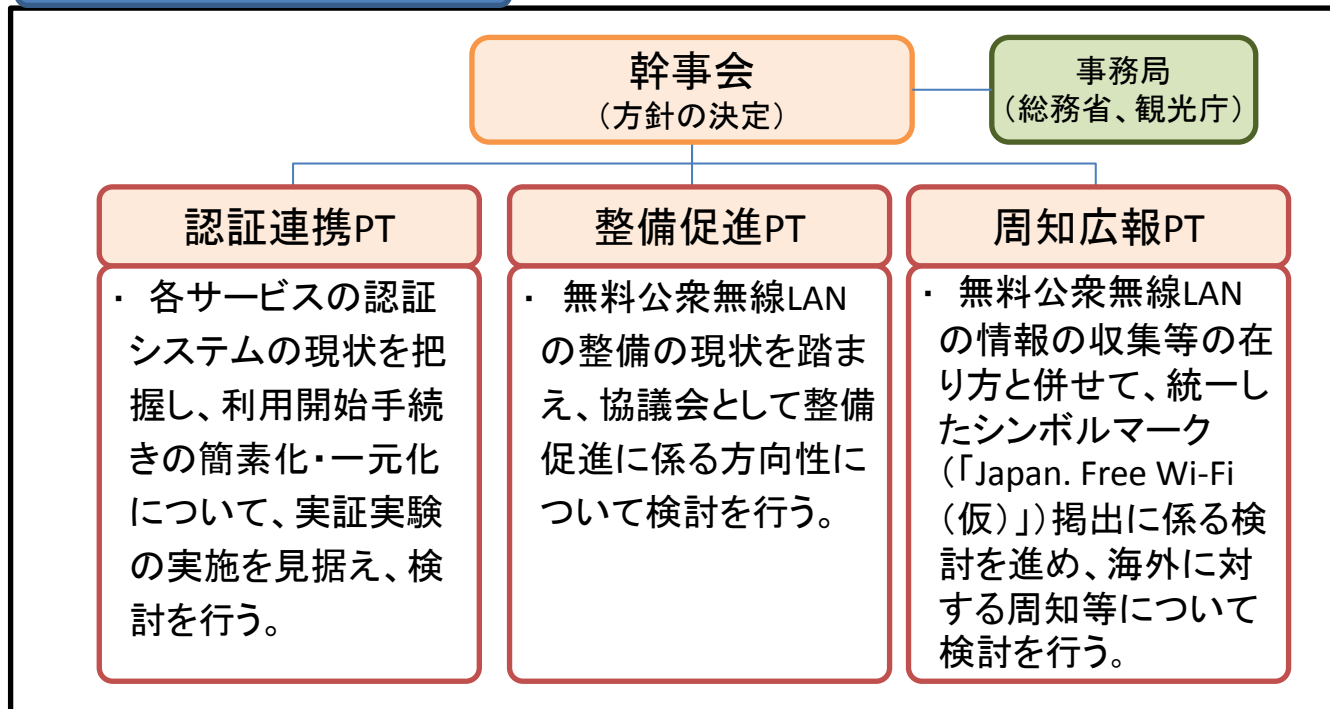 幹事会
（方針の決定）
事務局
（総務省、観光庁）
認証連携PT
・ 各サービスの認証
システムの現状を把
握し、利用開始手続
きの簡素化・一元化
について、実証実験
の実施を見据え、検
討を行う。
整備促進PT
・ 無料公衆無線LAN
の整備の現状を踏ま
え、協議会として整備
促進に係る方向性に
ついて検討を行う。
周知広報PT
・ 無料公衆無線LAN
の情報の収集等の在
り方と併せて、統一し
たシンボルマーク
（「Japan. Free Wi-Fi
（仮）」）掲出に係る検
討を進め、海外に対
する周知等について
検討を行う。